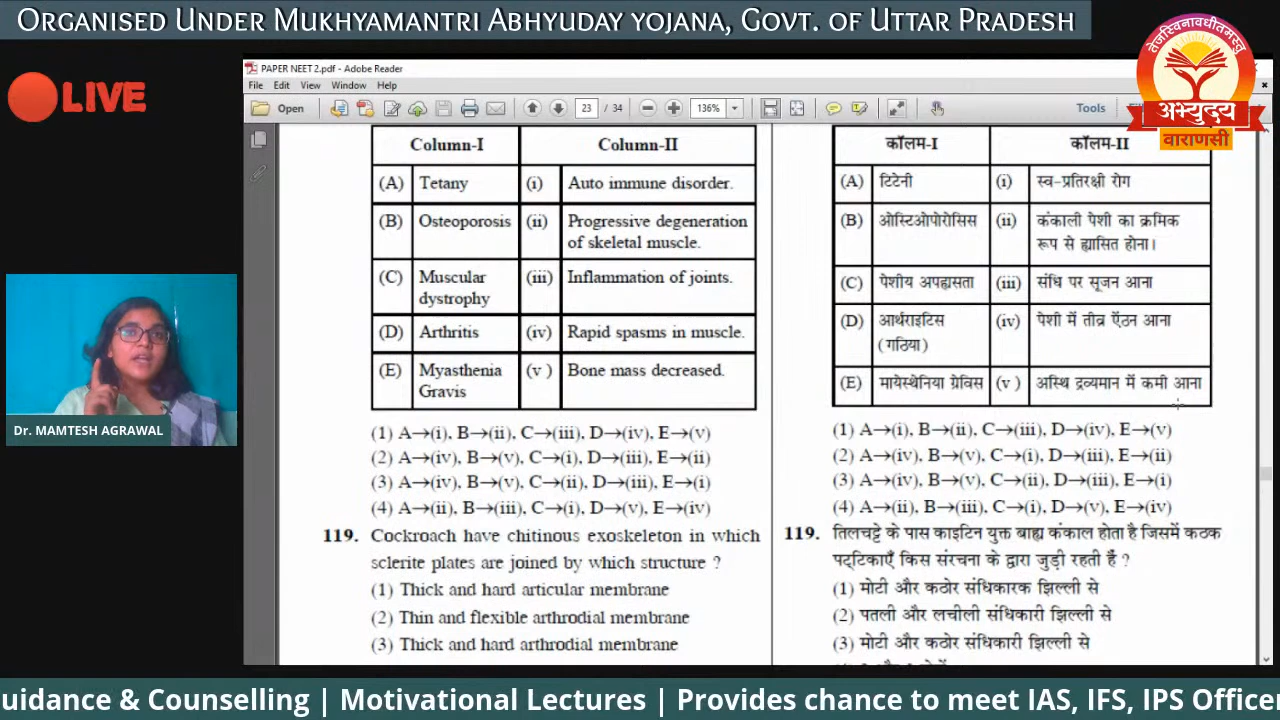 ORGANISED UNDER MUKHYAMANTRI ABHYUDAY YOJANA, GOVT. OF UTTAR PRADESH
LIVE
तेजस्विनावधीतमस्तु
अभ्युदय
वाराणसी
PAPER NEET 2.pdf - Adobe Reader
File Edit View Window Help
Open 23 / 34 136% Tools
Column-I Column-II
(A) Tetany (i) Auto immune disorder.
(B) Osteoporosis (ii) Progressive degeneration
of skeletal muscle.
(C) Muscular (iii) Inflammation of joints.
dystrophy
(D) Arthritis (iv) Rapid spasms in muscle.
(E) Myasthenia (v ) Bone mass decreased.
Gravis
(1) A→(i), B→(ii), C→(iii), D→(iv), E→(v)
(2) A→(iv), B→(v), C→(i), D→(iii), E→(ii)
(3) A→(iv), B→(v), C→(ii), D→(iii), E→(i)
(4) A→(ii), B→(iii), C→(i), D→(v), E→(iv)
119. Cockroach have chitinous exoskeleton in which
sclerite plates are joined by which structure ?
(1) Thick and hard articular membrane
(2) Thin and flexible arthrodial membrane
(3) Thick and hard arthrodial membrane
कॉलम-I कॉलम-II
(A) टिटेनी (i) स्व-प्रतिरक्षी रोग
(B) ओस्टिओपोरोसिस (ii) कंकाली पेशी का क्रमिक
रूप से ह्यासित होना।
(C) पेशीय अपह्यसता (iii) संधि पर सूजन आना
(D) आर्थराइटिस (iv) पेशी में तीव्र ऐंठन आना
(गठिया)
(E) मायेस्थेनिया ग्रेविस (v ) अस्थि द्रव्यमान में कमी आना
(1) A→(i), B→(ii), C→(iii), D→(iv), E→(v)
(2) A→(iv), B→(v), C→(i), D→(iii), E→(ii)
(3) A→(iv), B→(v), C→(ii), D→(iii), E→(i)
(4) A→(ii), B→(iii), C→(i), D→(v), E→(iv)
119. तिलचट्टे के पास काइटिन युक्त बाह्य कंकाल होता है जिसमें कठक
पट्टिकाएँ किस संरचना के द्वारा जुड़ी रहती हैं ?
(1) मोटी और कठोर संधिकारक झिल्ली से
(2) पतली और लचीली संधिकारी झिल्ली से
(3) मोटी और कठोर संधिकारी झिल्ली से
Dr. MAMTESH AGRAWAL
uidance & Counselling | Motivational Lectures | Provides chance to meet IAS, IFS, IPS Officer